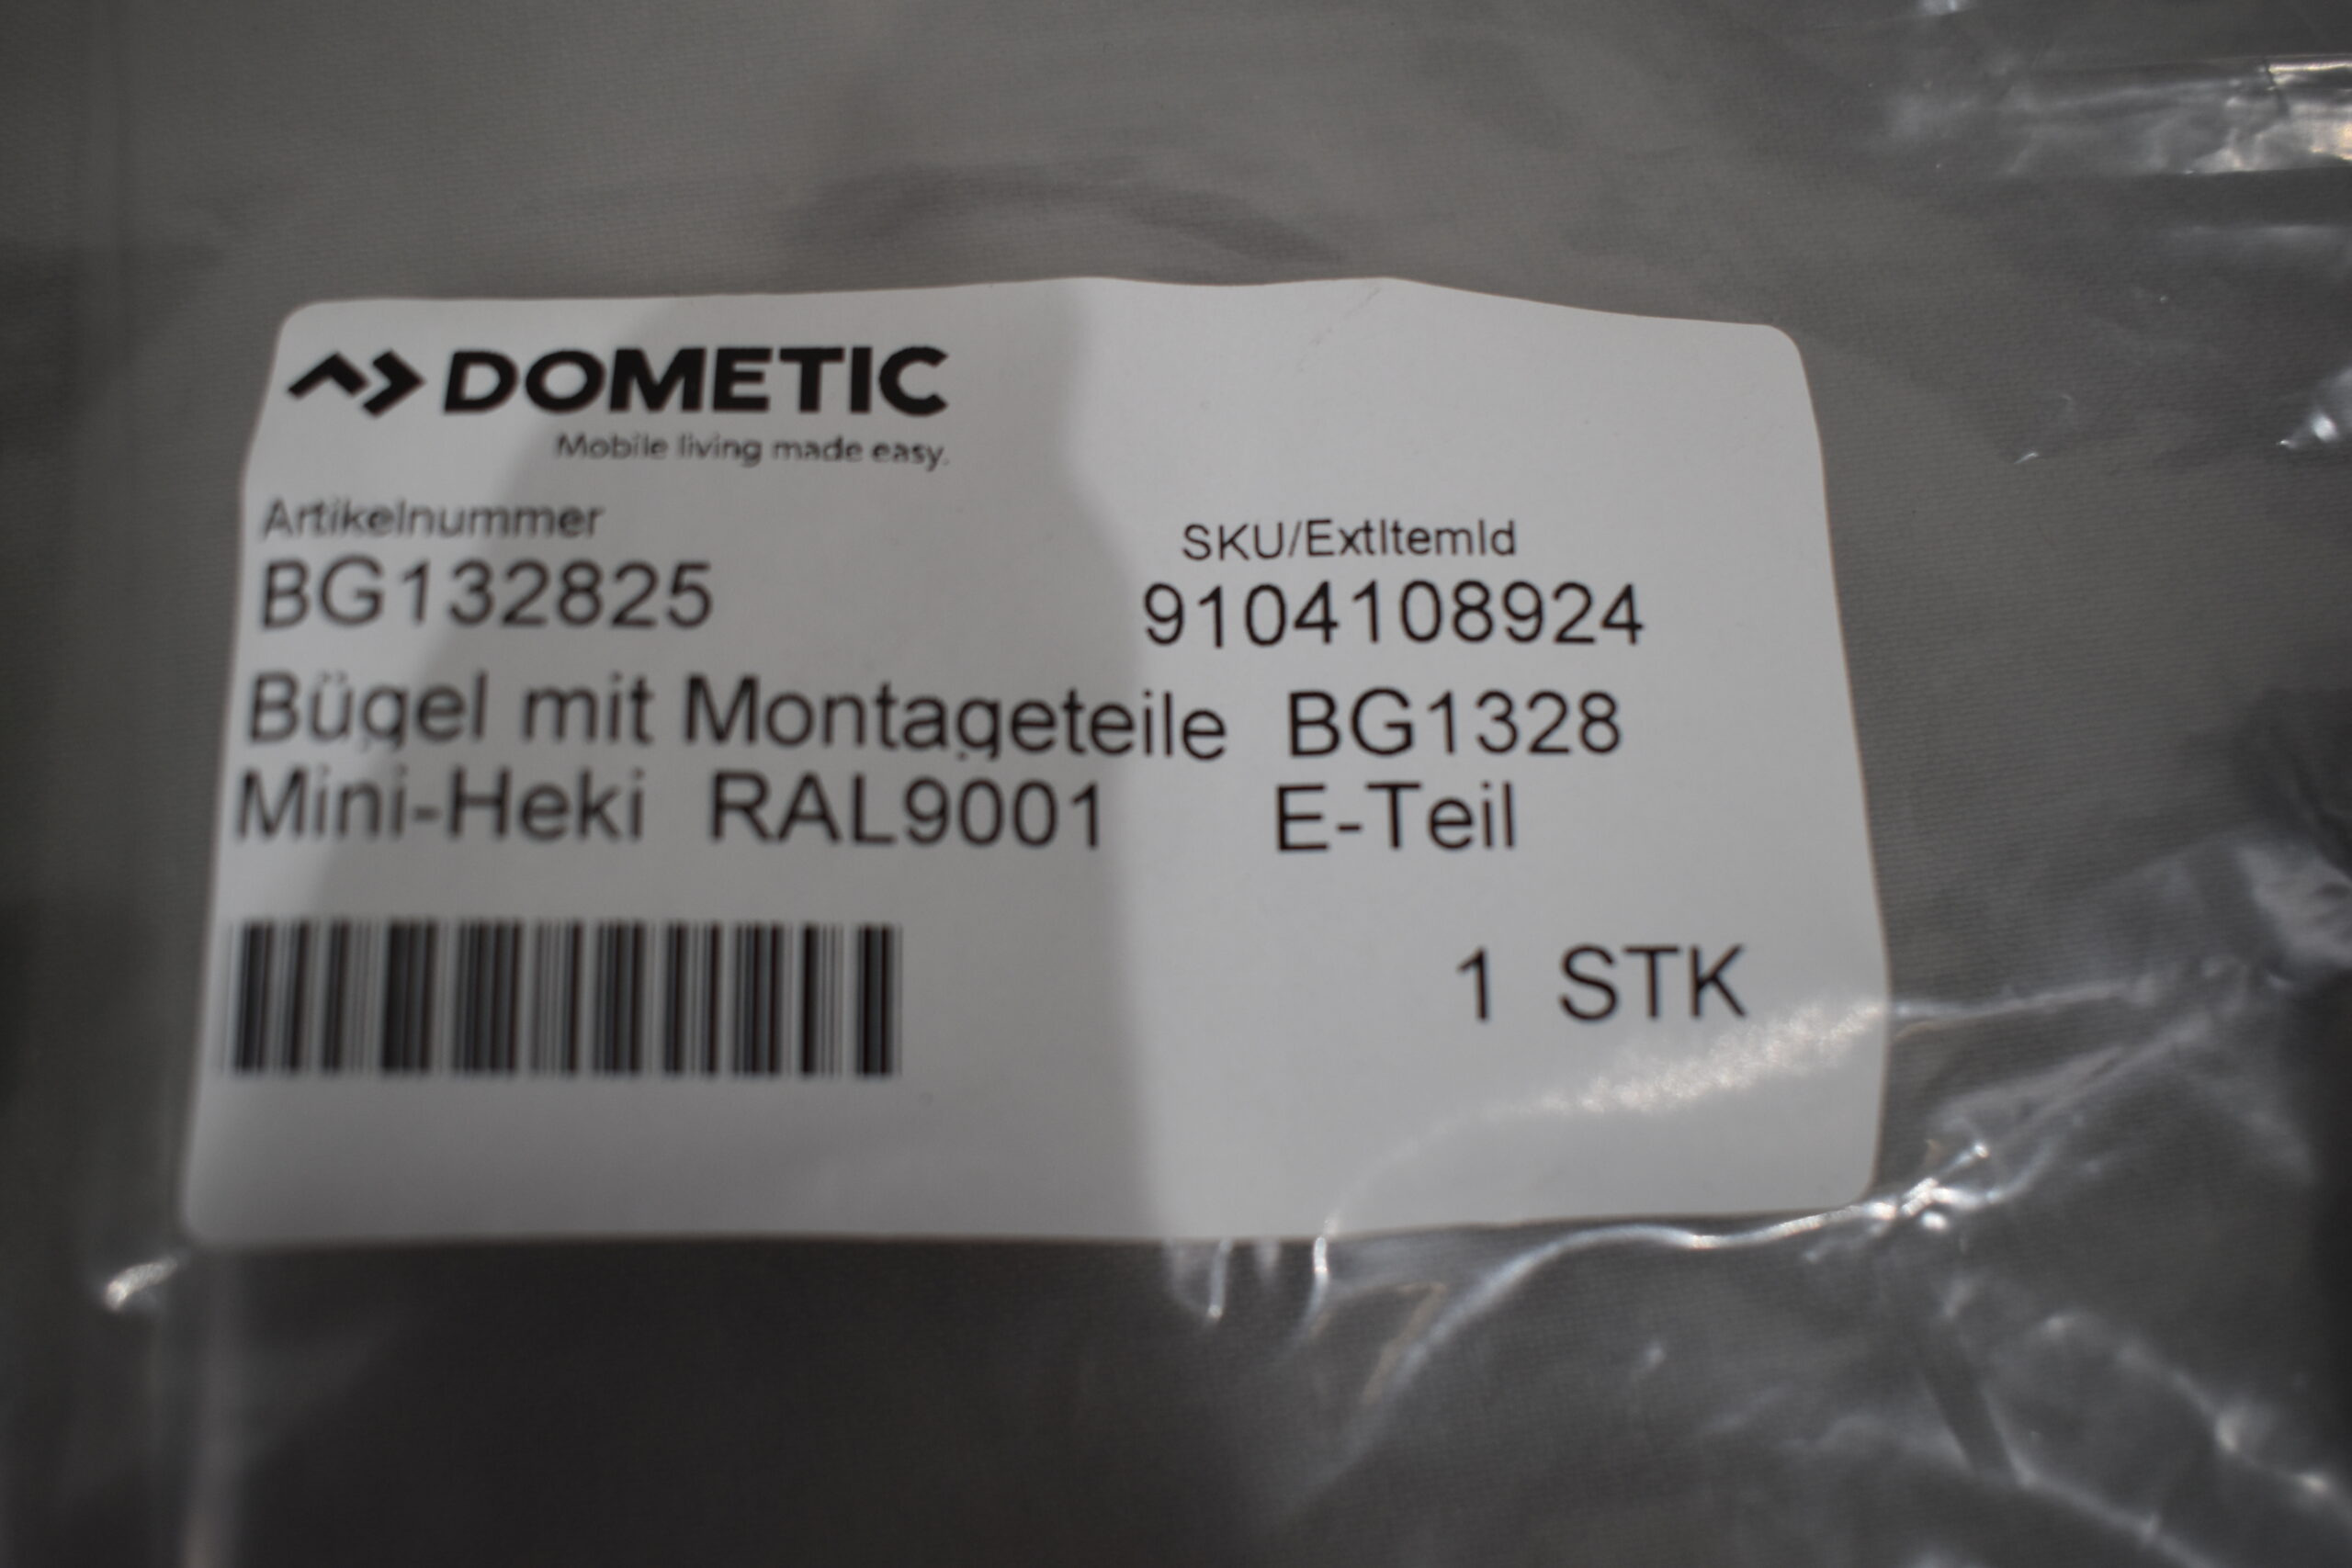 DOMETIC
Mobile living made easy.
Artikelnummer
BG132825
SKU/ExtItemId
9104108924
Bügel mit Montageteile BG1328
Mini-Heki RAL9001 E-Teil
1 STK